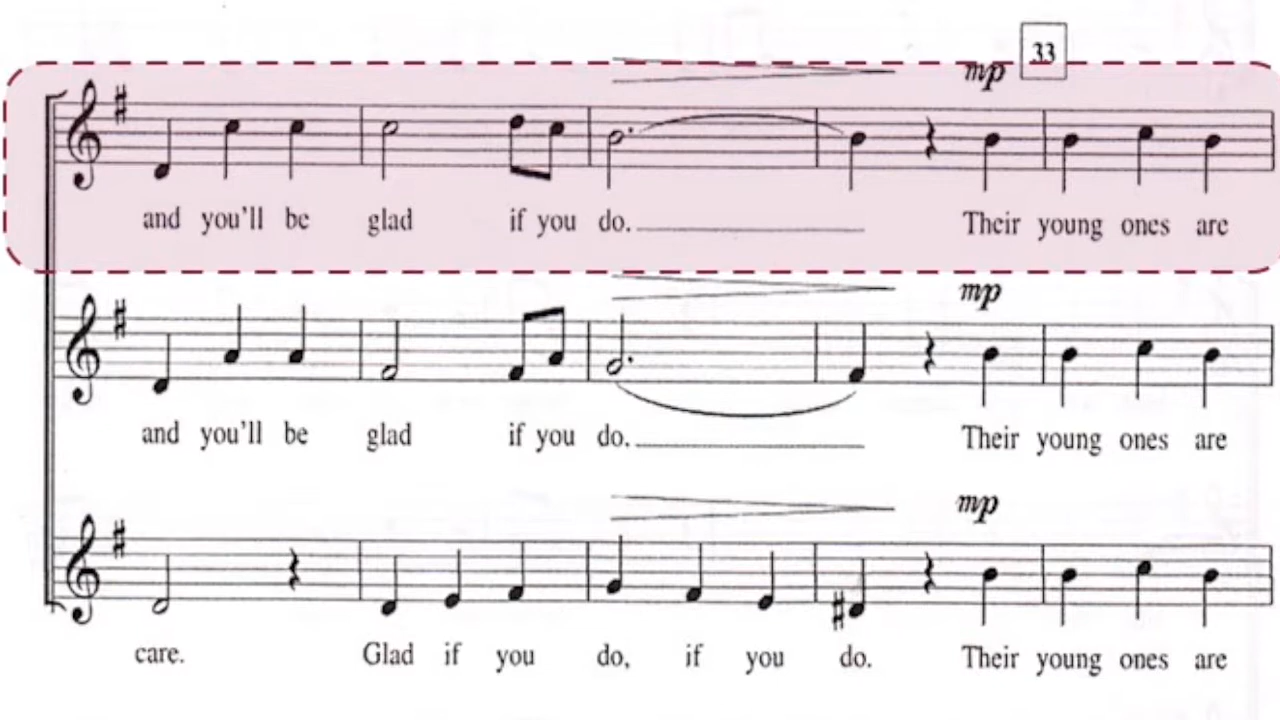 33
mp
and you'll be glad if you do.
Their young ones are
mp
and you'll be glad if you do.
Their young ones are
mp
care. Glad if you do, if you do. Their young ones are